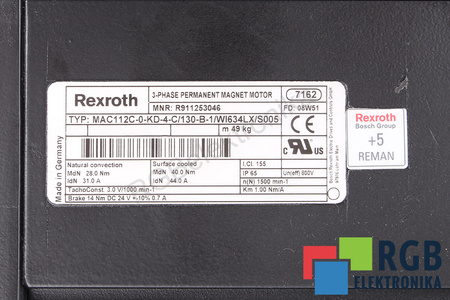 Rexroth
3-PHASE PERMANENT MAGNET MOTOR
7162
MNR: R911253046
FD: 08W51
TYP: MAC112C-0-KD-4-C/130-B-1/WI634LX/S005
m 49 kg
Made in Germany
Natural convection
Surface cooled
I.Cl. 155
MdN 28.0 Nm
MdN 40.0 Nm
IP 65
Un(eff) 600V
IdN 31.0 A
IdN 44.0 A
n(N) 1500 min-1
TachoConst. 3.0 V/1000 min-1
KM 1.00 Nm/A
Brake 14 Nm DC 24 V +-10% 0.7 A
CE
c UL us
Rexroth
Bosch Group
+5
REMAN
RGB
ELEKTRONIKA